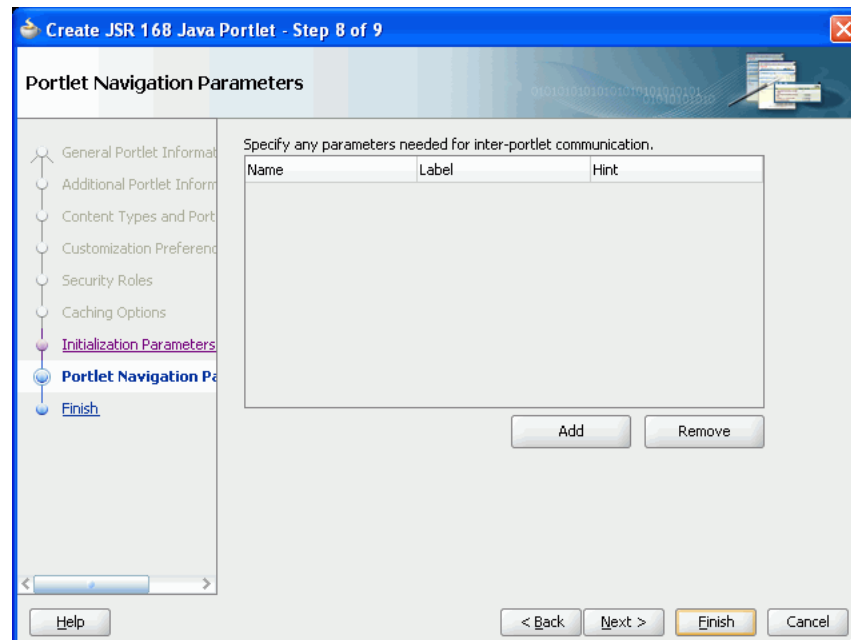 Create JSR 168 Java Portlet - Step 8 of 9
Portlet Navigation Parameters
General Portlet Informat
Additional Portlet Inform
Content Types and Port
Customization Preferenc
Security Roles
Caching Options
Initialization Parameters
Portlet Navigation Pa
Finish
Specify any parameters needed for inter-portlet communication.
Name Label Hint
Add Remove
Help < Back Next > Finish Cancel